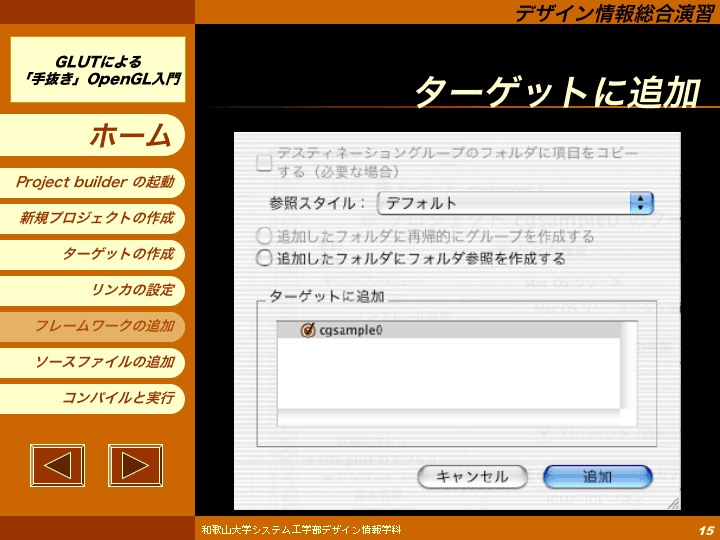 デザイン情報総合演習
GLUTによる
「手抜き」OpenGL入門
ターゲットに追加
ホーム
Project builder の起動
新規プロジェクトの作成
ターゲットの作成
リンカの設定
フレームワークの追加
ソースファイルの追加
コンパイルと実行
デスティネーショングループのフォルダに項目をコピー
する（必要な場合）
参照スタイル：
デフォルト
追加したフォルダに再帰的にグループを作成する
追加したフォルダにフォルダ参照を作成する
ターゲットに追加
cgsample0
キャンセル
追加
和歌山大学システム工学部デザイン情報学科
15